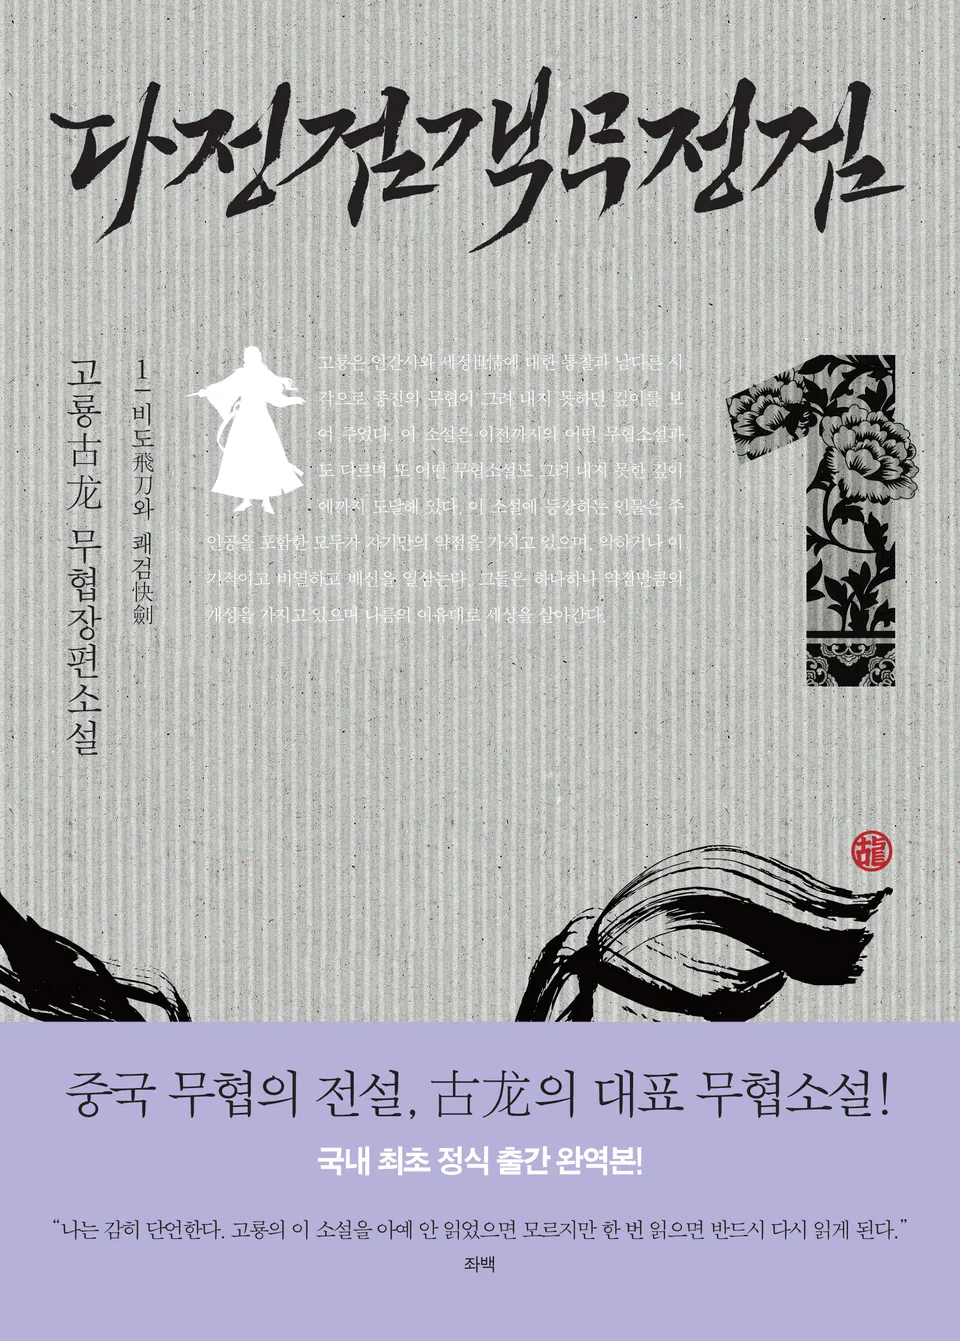 다정검객무정검
고룡古龙 무협장편소설
1 비도飛刀와 쾌검快劍
고룡은 인간사와 세정世情에 대한 통찰과 남다른 시
각으로 종전의 무협이 그려 내지 못하던 깊이를 보
여 주었다. 이 소설은 이전까지의 어떤 무협소설과
도 다르며 또 어떤 무협소설도 그려 내지 못한 깊이
에까지 도달해 있다. 이 소설에 등장하는 인물은 주
인공을 포함한 모두가 자기만의 약점을 가지고 있으며, 악하거나 이
기적이고 비열하고 배신을 일삼는다. 그들은 하나하나 약점만큼의
개성을 가지고 있으며 나름의 이유대로 세상을 살아간다.
1
古龍
중국 무협의 전설, 古龙의 대표 무협소설!
국내 최초 정식 출간 완역본!
“나는 감히 단언한다. 고룡의 이 소설을 아예 안 읽었으면 모르지만 한 번 읽으면 반드시 다시 읽게 된다.”
좌백